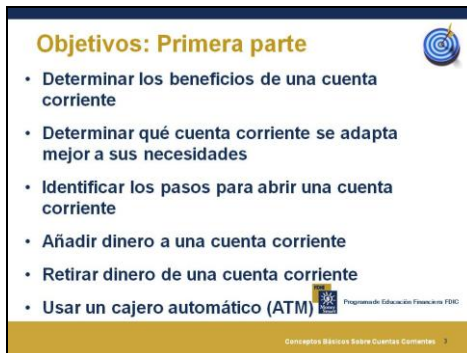 Objetivos: Primera parte
• Determinar los beneficios de una cuenta
corriente
• Determinar qué cuenta corriente se adapta
mejor a sus necesidades
• Identificar los pasos para abrir una cuenta
corriente
• Añadir dinero a una cuenta corriente
• Retirar dinero de una cuenta corriente
• Usar un cajero automático (ATM)
FDIC
Programa de Educación Financiera FDIC
Conceptos Básicos Sobre Cuentas Corrientes 3